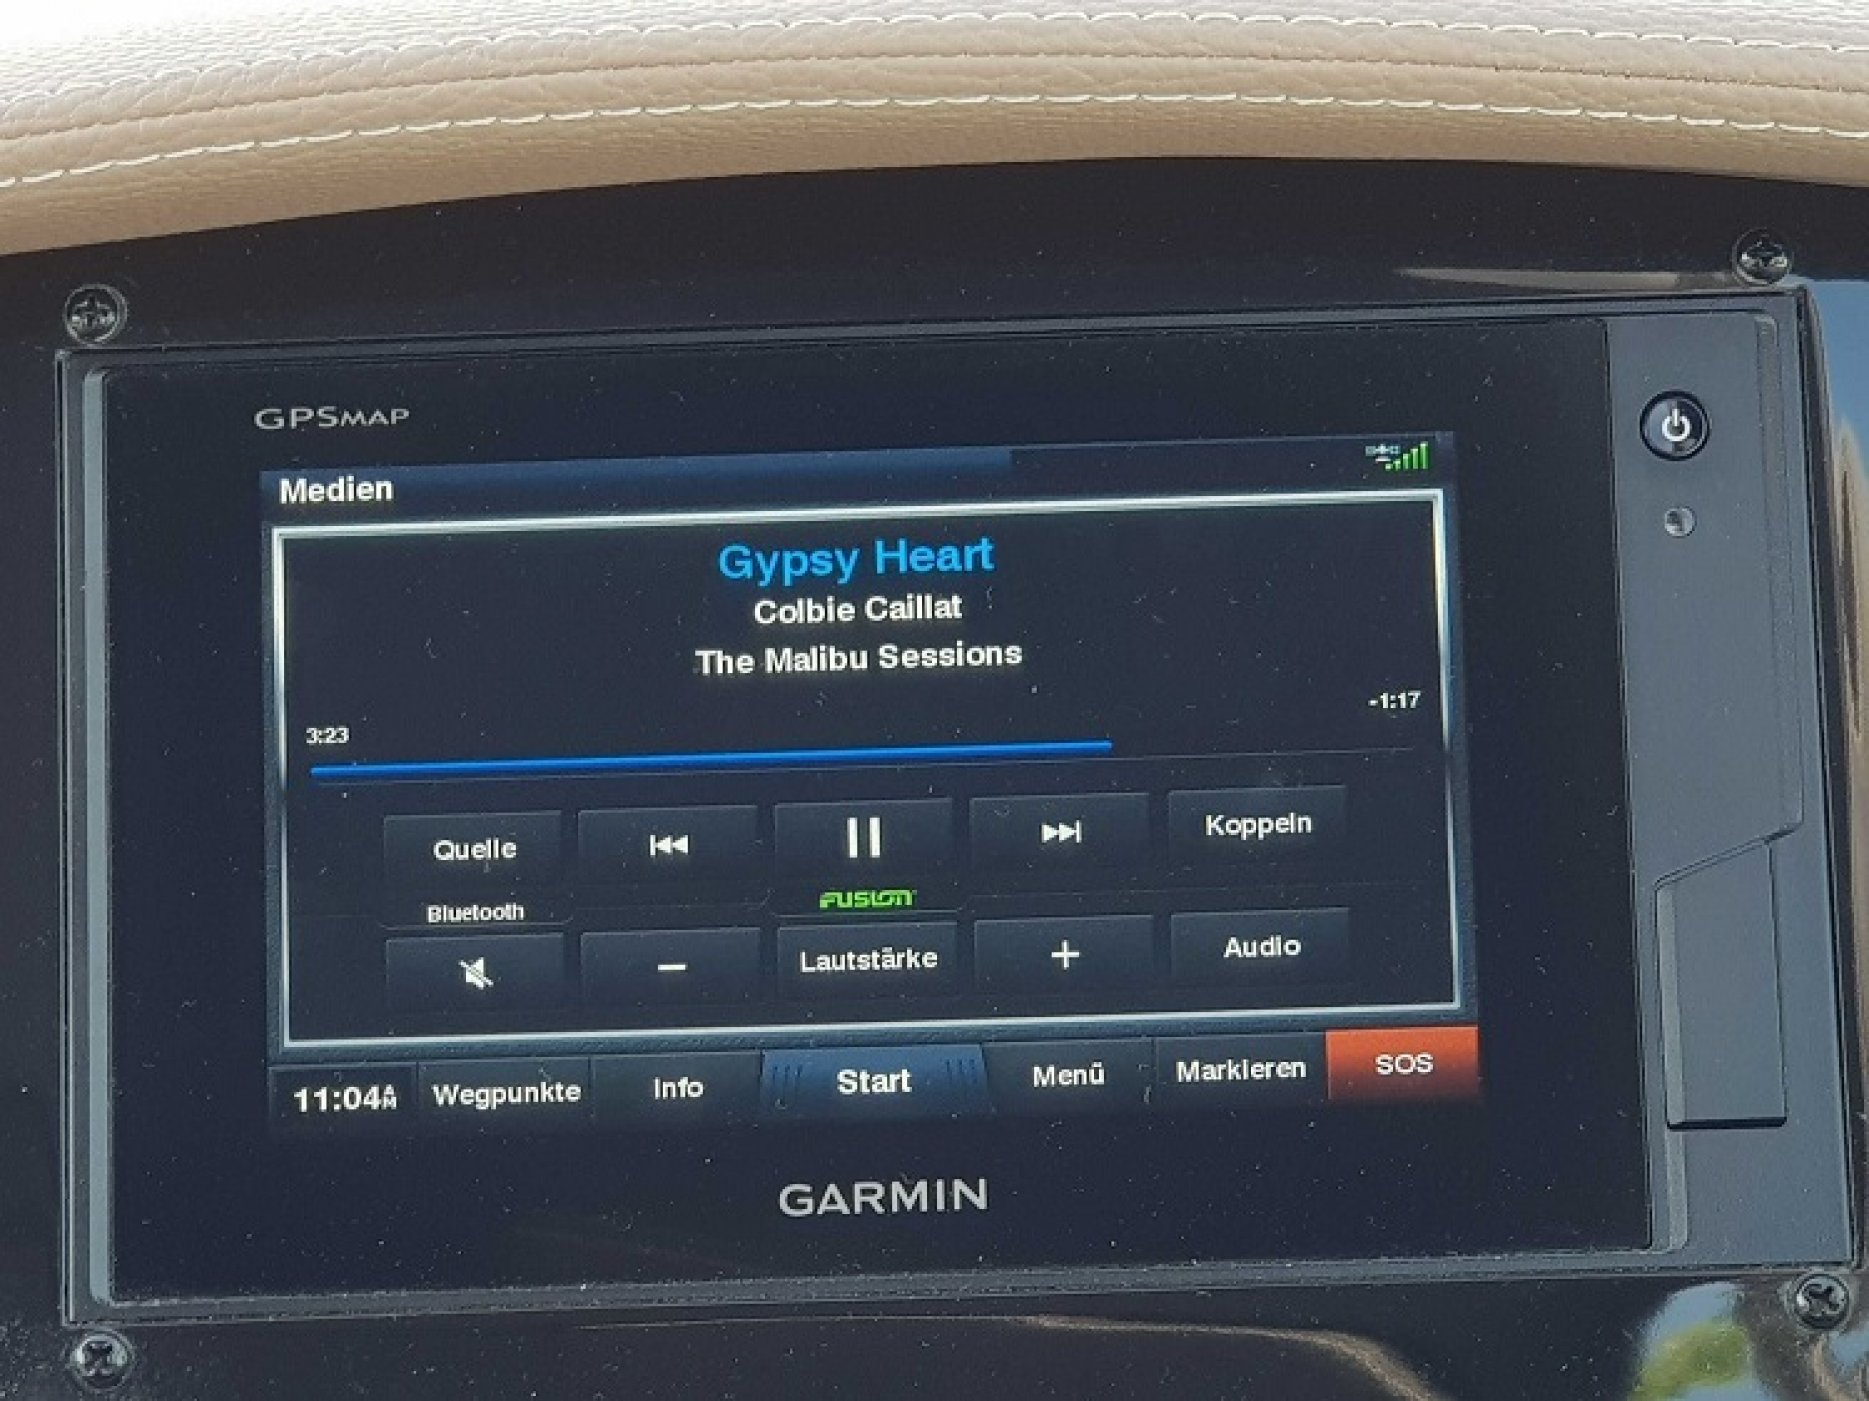 GPSMAP
Medien
Gypsy Heart
Colbie Caillat
The Malibu Sessions
3:23
-1:17
Quelle
Koppeln
Bluetooth
FUSION
Lautstärke
Audio
11:04AM
Wegpunkte
Info
Start
Menü
Markieren
SOS
GARMIN